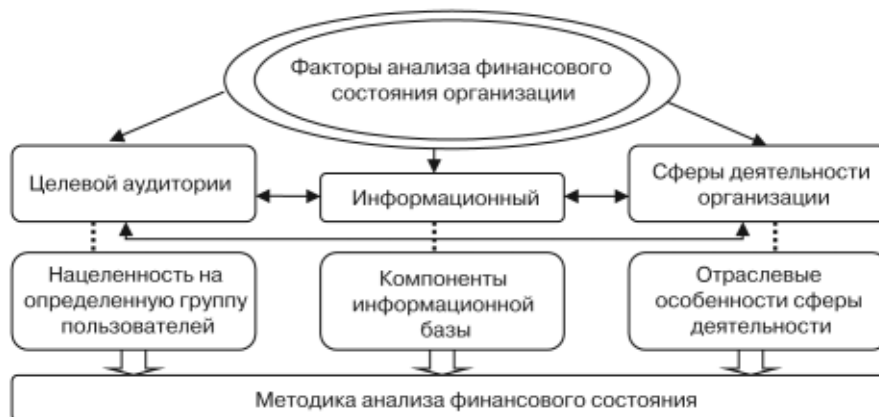 Факторы анализа финансового
состояния организации
Целевой аудитории
Информационный
Сферы деятельности
организации
Нацеленность на
определенную группу
пользователей
Компоненты
информационной
базы
Отраслевые
особенности сферы
деятельности
Методика анализа финансового состояния